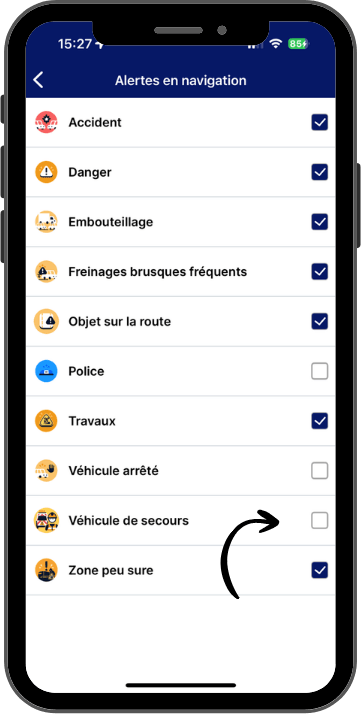 15:27
85
Alertes en navigation
Accident
Danger
Embouteillage
Freinages brusques fréquents
Objet sur la route
Police
Travaux
Véhicule arrêté
Véhicule de secours
Zone peu sure